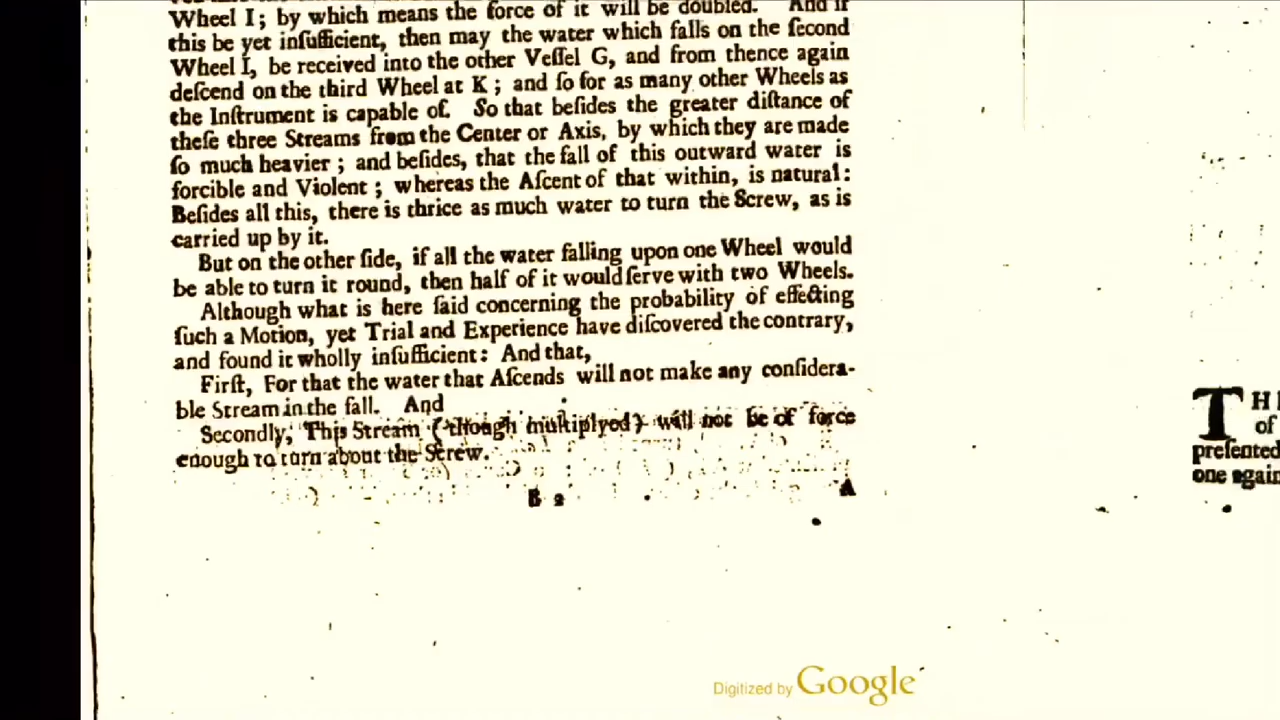 Wheel I; by which means the force of it will be doubled. And if
this be yet inſufficient, then may the water which falls on the ſecond
Wheel I, be received into the other Veſſel G, and from thence again
deſcend on the third Wheel at K; and ſo for as many other Wheels as
the Inſtrument is capable of. So that beſides the greater diſtance of
theſe three Streams from the Center or Axis, by which they are made
ſo much heavier; and beſides, that the fall of this outward water is
forcible and Violent; whereas the Aſcent of that within, is natural:
Beſides all this, there is thrice as much water to turn the Screw, as is
carried up by it.
But on the other ſide, if all the water falling upon one Wheel would
be able to turn it round, then half of it would ſerve with two Wheels.
Although what is here ſaid concerning the probability of effecting
ſuch a Motion, yet Trial and Experience have diſcovered the contrary,
and found it wholly inſufficient: And that,
Firſt, For that the water that Aſcends will not make any conſidera-
ble Stream in the fall. And
Secondly, This Stream (though multiplyed) will not be of force
enough to turn about the Screw.
B 2 A
TH
of
preſented
one again
Digitized by Google